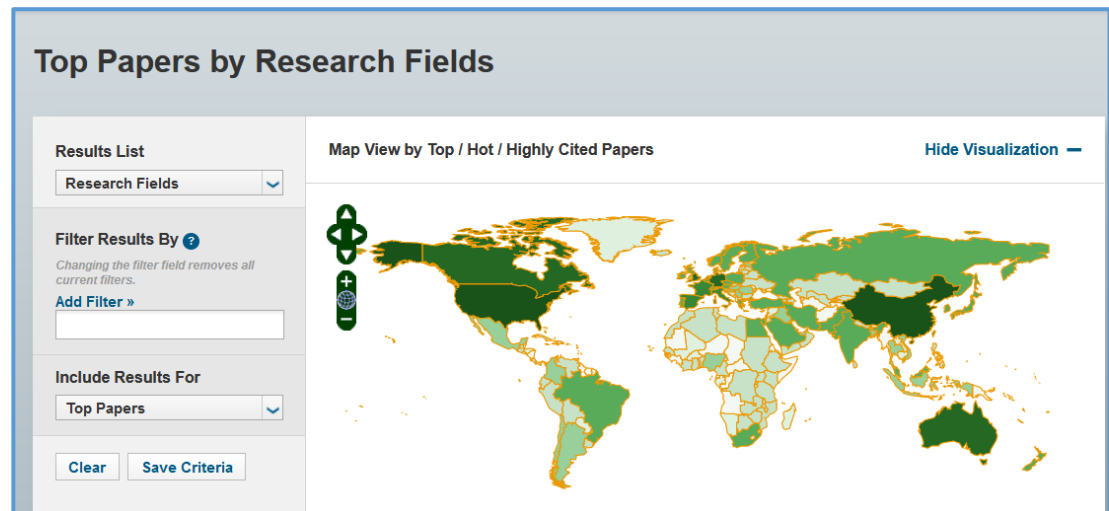 Top Papers by Research Fields
Results List
Research Fields
Filter Results By ?
Changing the filter field removes all
current filters.
Add Filter »
Include Results For
Top Papers
Clear
Save Criteria
Map View by Top / Hot / Highly Cited Papers
Hide Visualization —